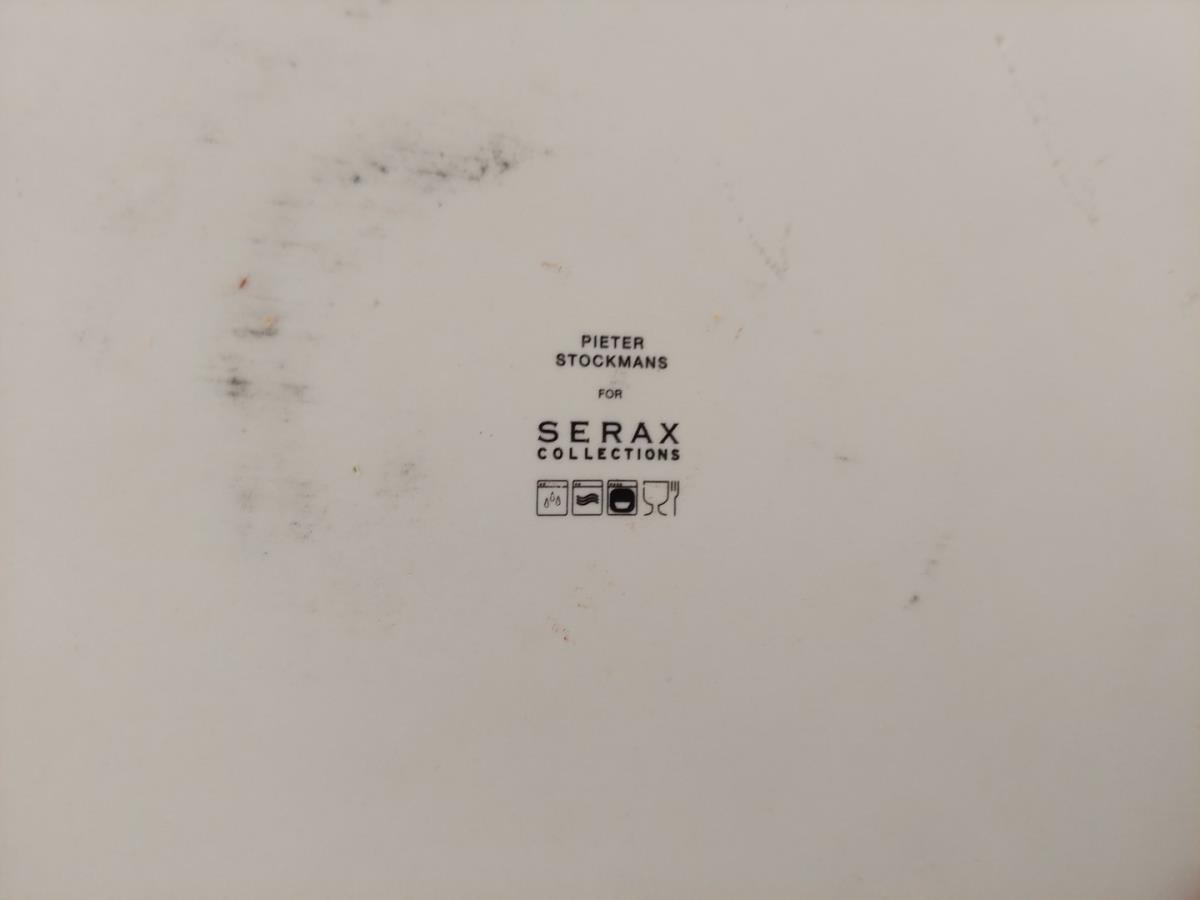 PIETER
STOCKMANS
FOR
SERAX
COLLECTIONS